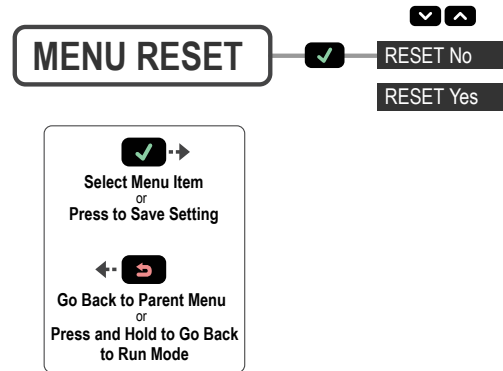 MENU RESET
RESET No
RESET Yes
Select Menu Item
or
Press to Save Setting
Go Back to Parent Menu
or
Press and Hold to Go Back
to Run Mode